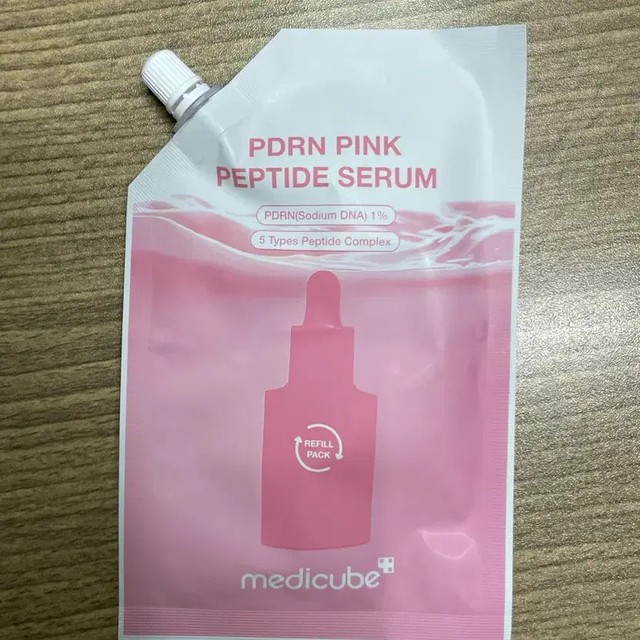 PDRN PINK
PEPTIDE SERUM
PDRN(Sodium DNA) 1%
5 Types Peptide Complex
REFILL
PACK
medicube